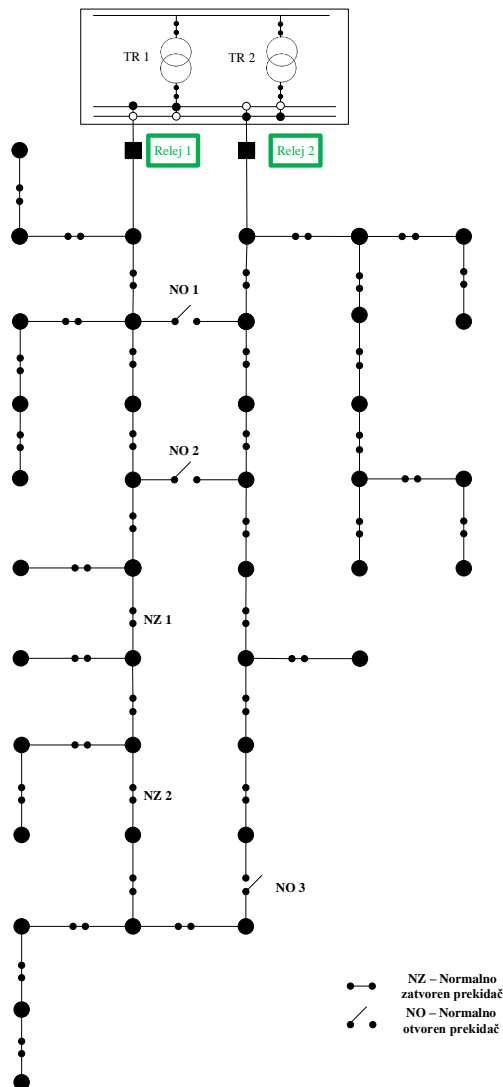 TR 1
TR 2
Relej 1
Relej 2
NO 1
NO 2
NZ 1
NZ 2
NO 3
NZ – Normalno
zatvoren prekidač
NO – Normalno
otvoren prekidač